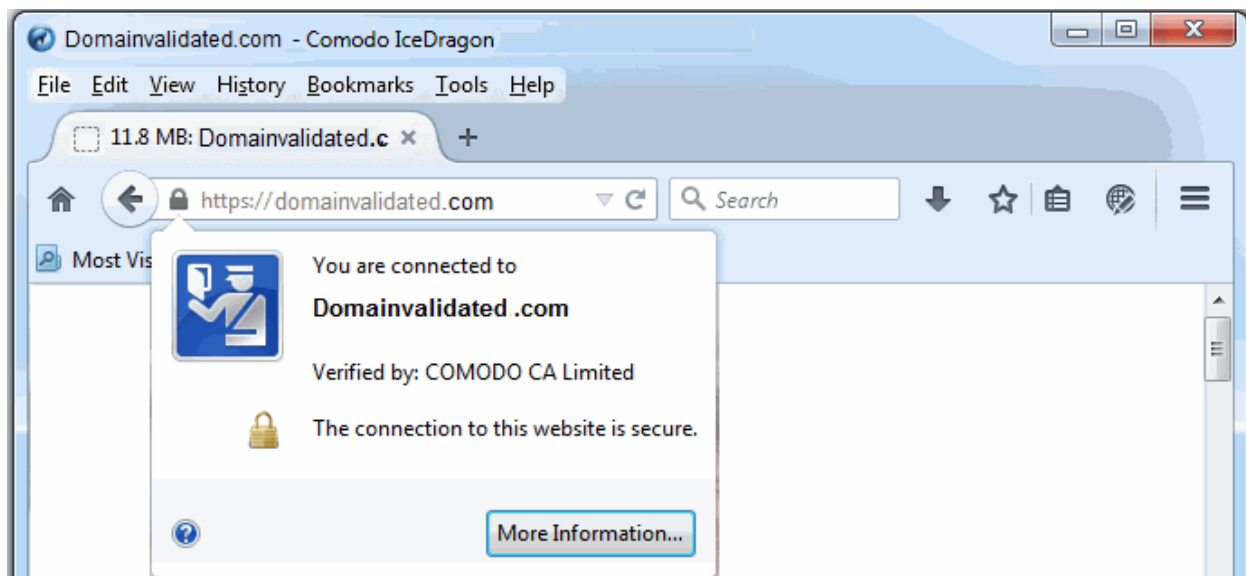 Domainvalidated.com - Comodo IceDragon
File Edit View History Bookmarks Tools Help
11.8 MB: Domainvalidated.c
https://domainvalidated.com
Search
Most Vis
You are connected to
Domainvalidated .com
Verified by: COMODO CA Limited
The connection to this website is secure.
More Information...